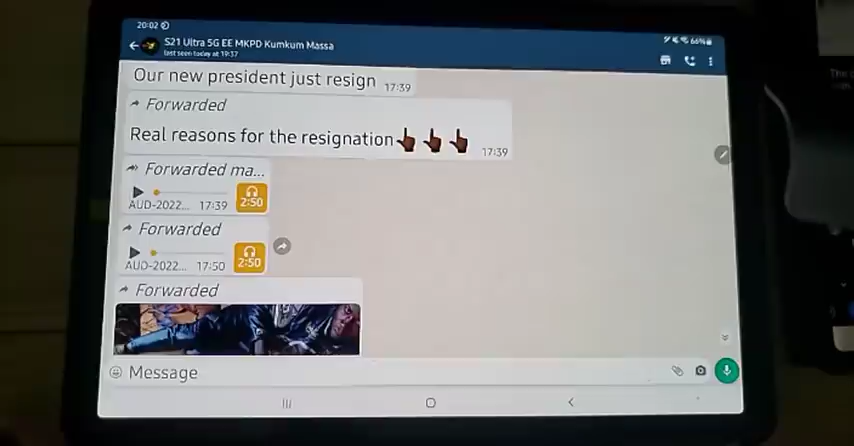 20:02
66%
S21 Ultra 5G EE MKPD Kumkum Massa
last seen today at 19:37
Our new president just resign 17:39
Forwarded
Real reasons for the resignation👆🏿👆🏿👆🏿 17:39
Forwarded ma...
2:50
AUD-2022... 17:39
Forwarded
2:50
AUD-2022... 17:50
Forwarded
Message